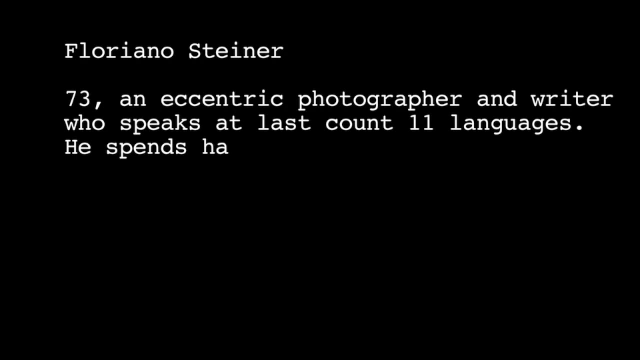 Floriano Steiner
73, an eccentric photographer and writer
who speaks at last count 11 languages.
He spends ha